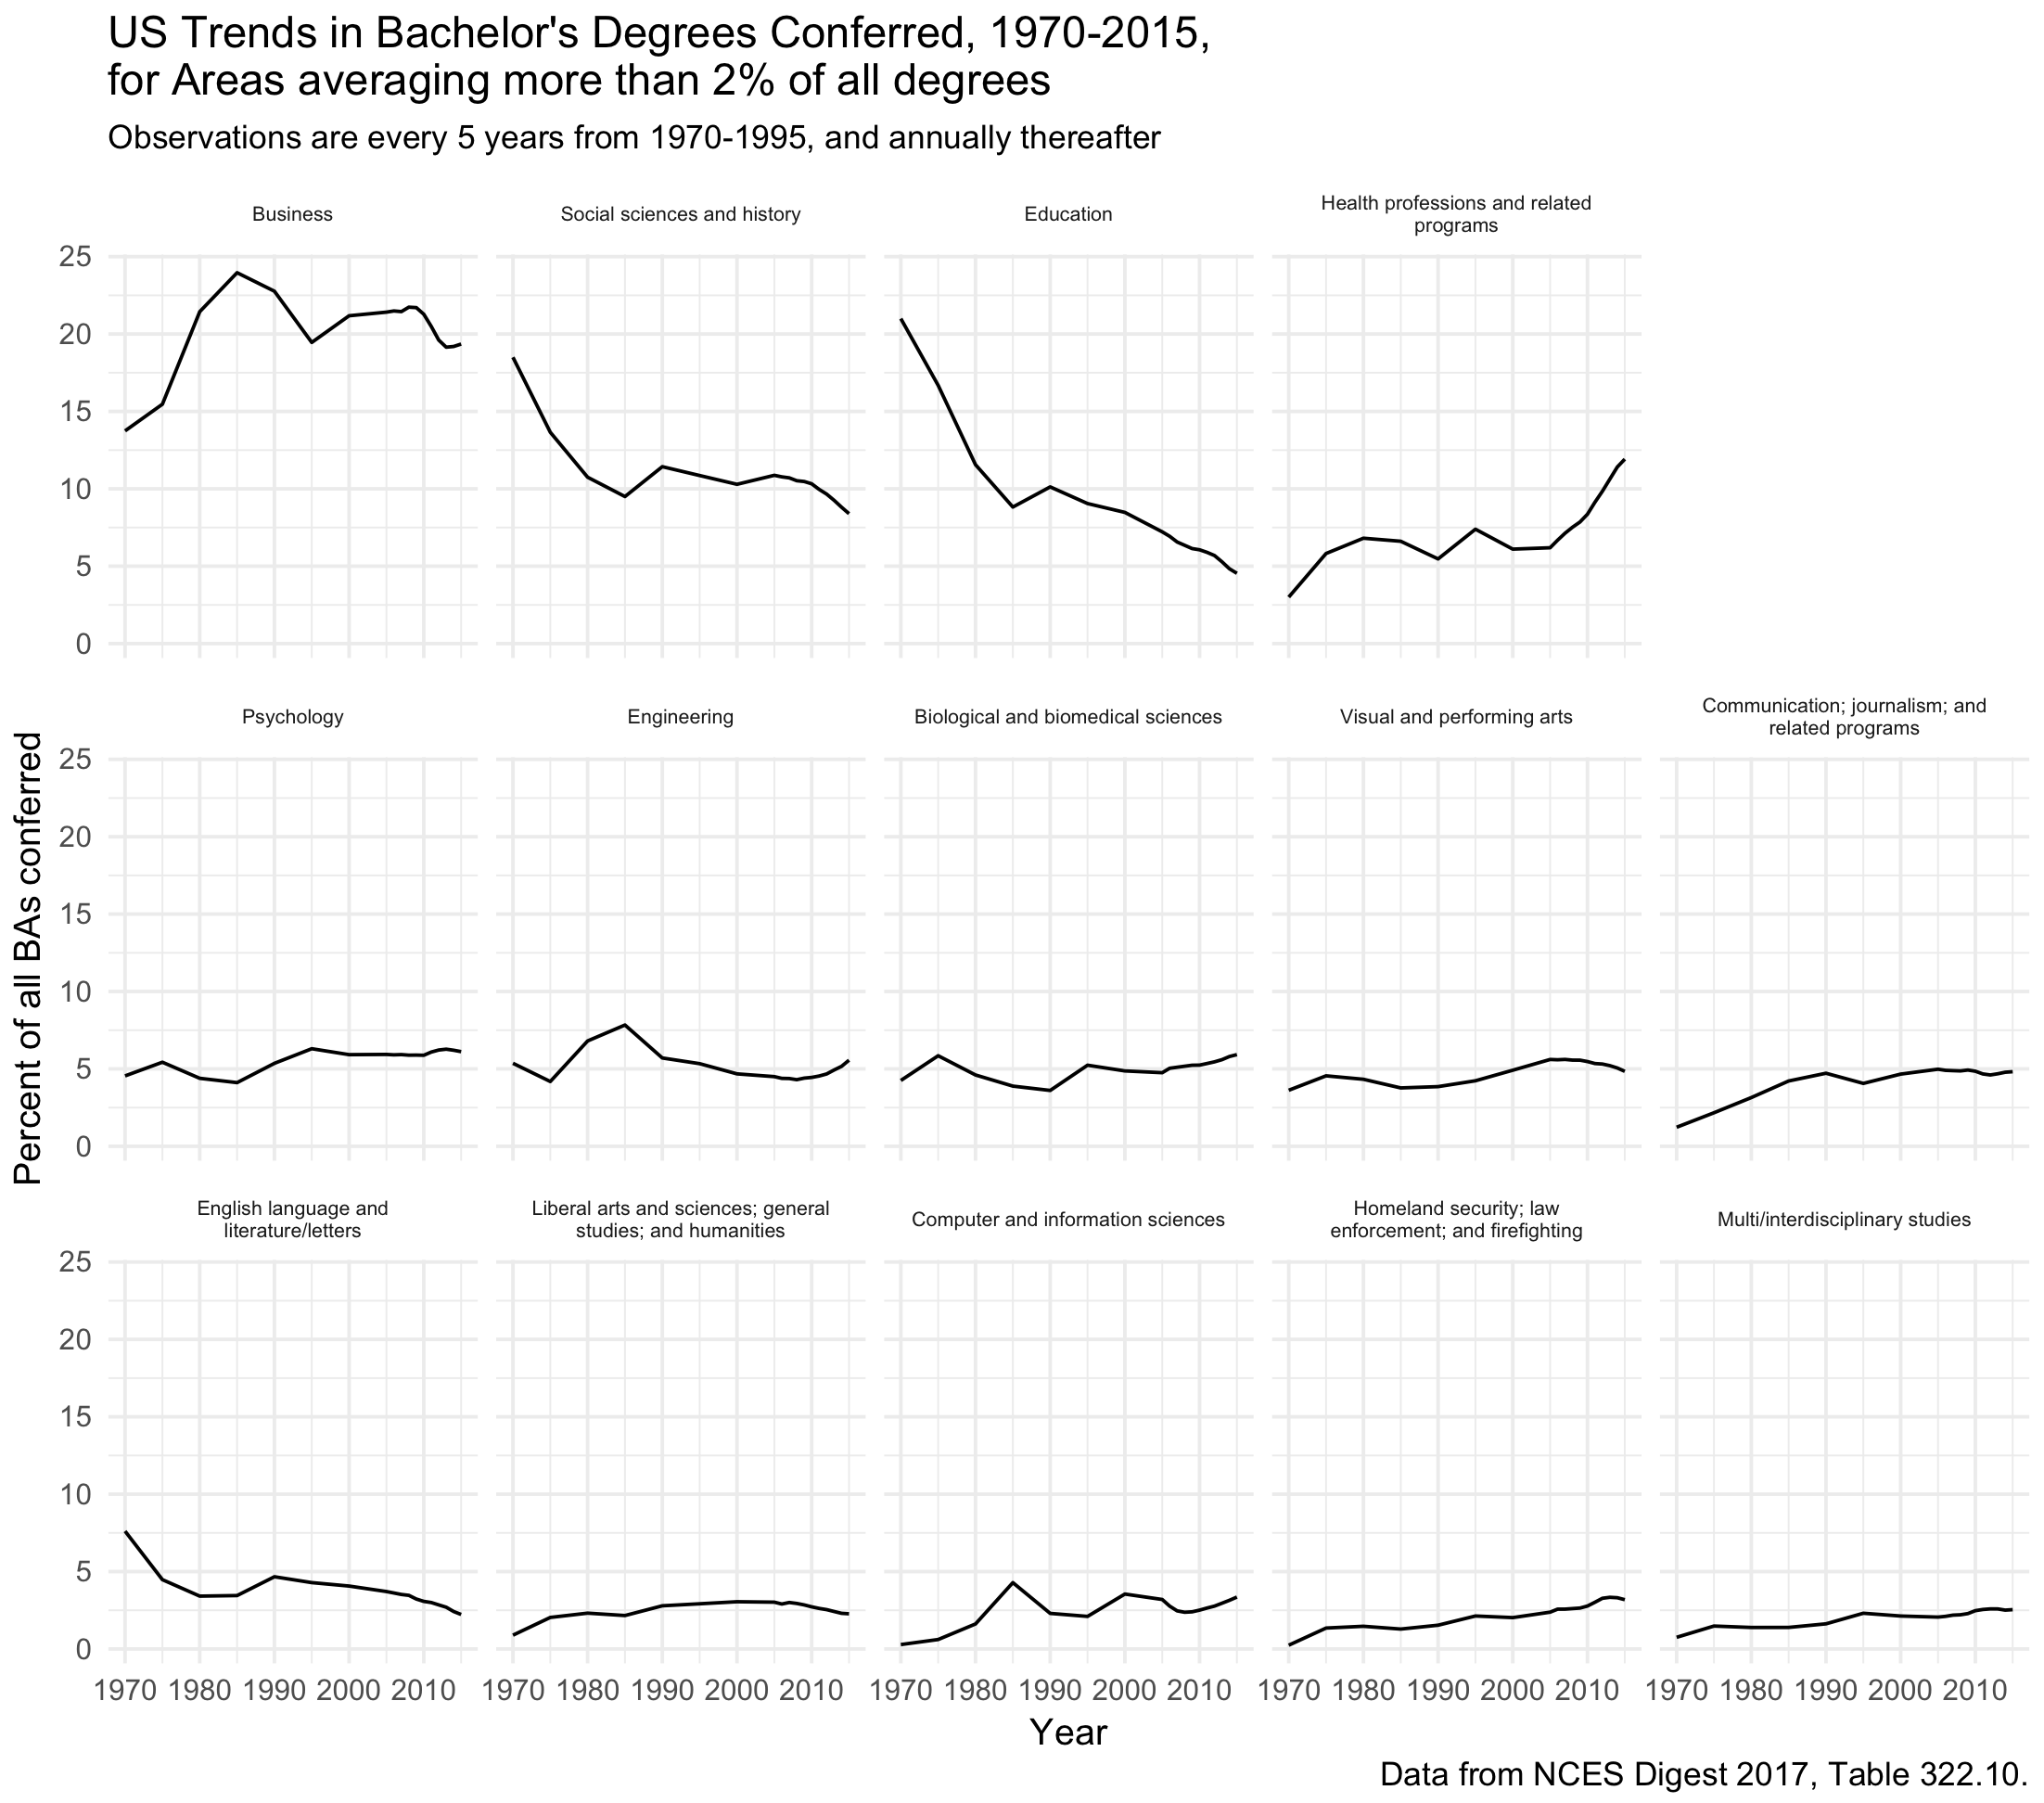 US Trends in Bachelor's Degrees Conferred, 1970-2015,
for Areas averaging more than 2% of all degrees
Observations are every 5 years from 1970-1995, and annually thereafter
Business
Social sciences and history
Education
Health professions and related
programs
25
20
15
10
5
0
Percent of all BAs conferred
Psychology
Engineering
Biological and biomedical sciences
Visual and performing arts
Communication; journalism; and
related programs
25
20
15
10
5
0
English language and
literature/letters
Liberal arts and sciences; general
studies; and humanities
Computer and information sciences
Homeland security; law
enforcement; and firefighting
Multi/interdisciplinary studies
25
20
15
10
5
0
1970 1980 1990 2000 2010
1970 1980 1990 2000 2010
1970 1980 1990 2000 2010
1970 1980 1990 2000 2010
1970 1980 1990 2000 2010
Year
Data from NCES Digest 2017, Table 322.10.